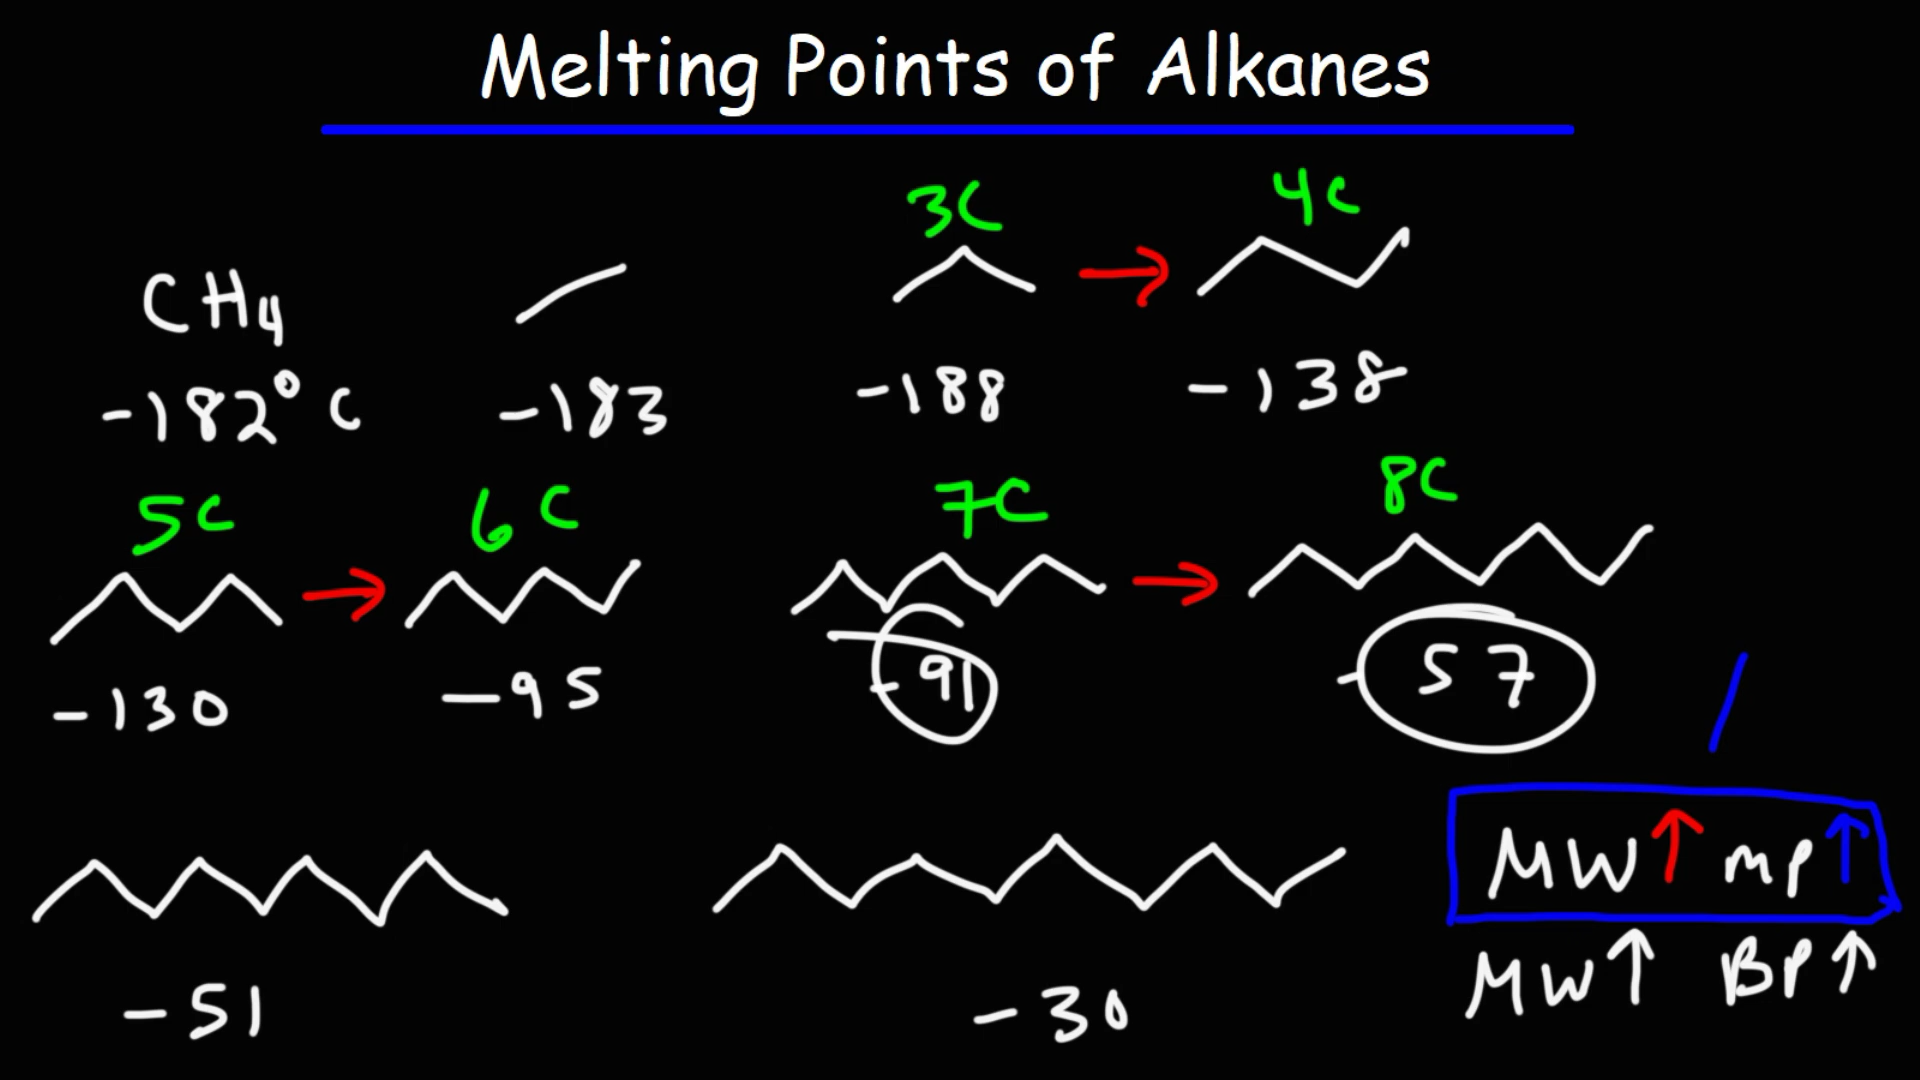 Melting Points of Alkanes
3C 4C
CH4
-182° C -183 -188 -138
5C 6C 7C 8C
-130 -95 -91 -57
MW↑ mp↑
MW↑ BP↑
-51 -30